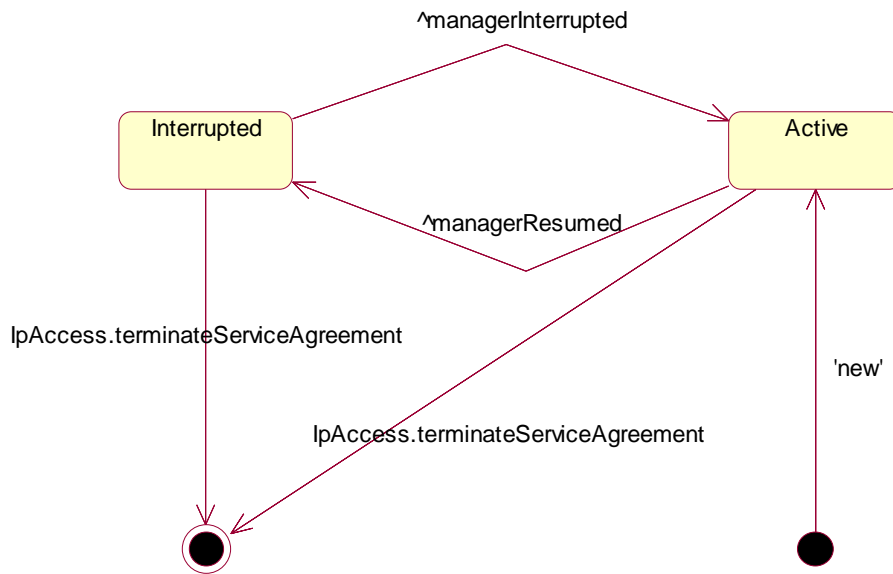 ^managerInterrupted
Interrupted
Active
^managerResumed
IpAccess.terminateServiceAgreement
'new'
IpAccess.terminateServiceAgreement